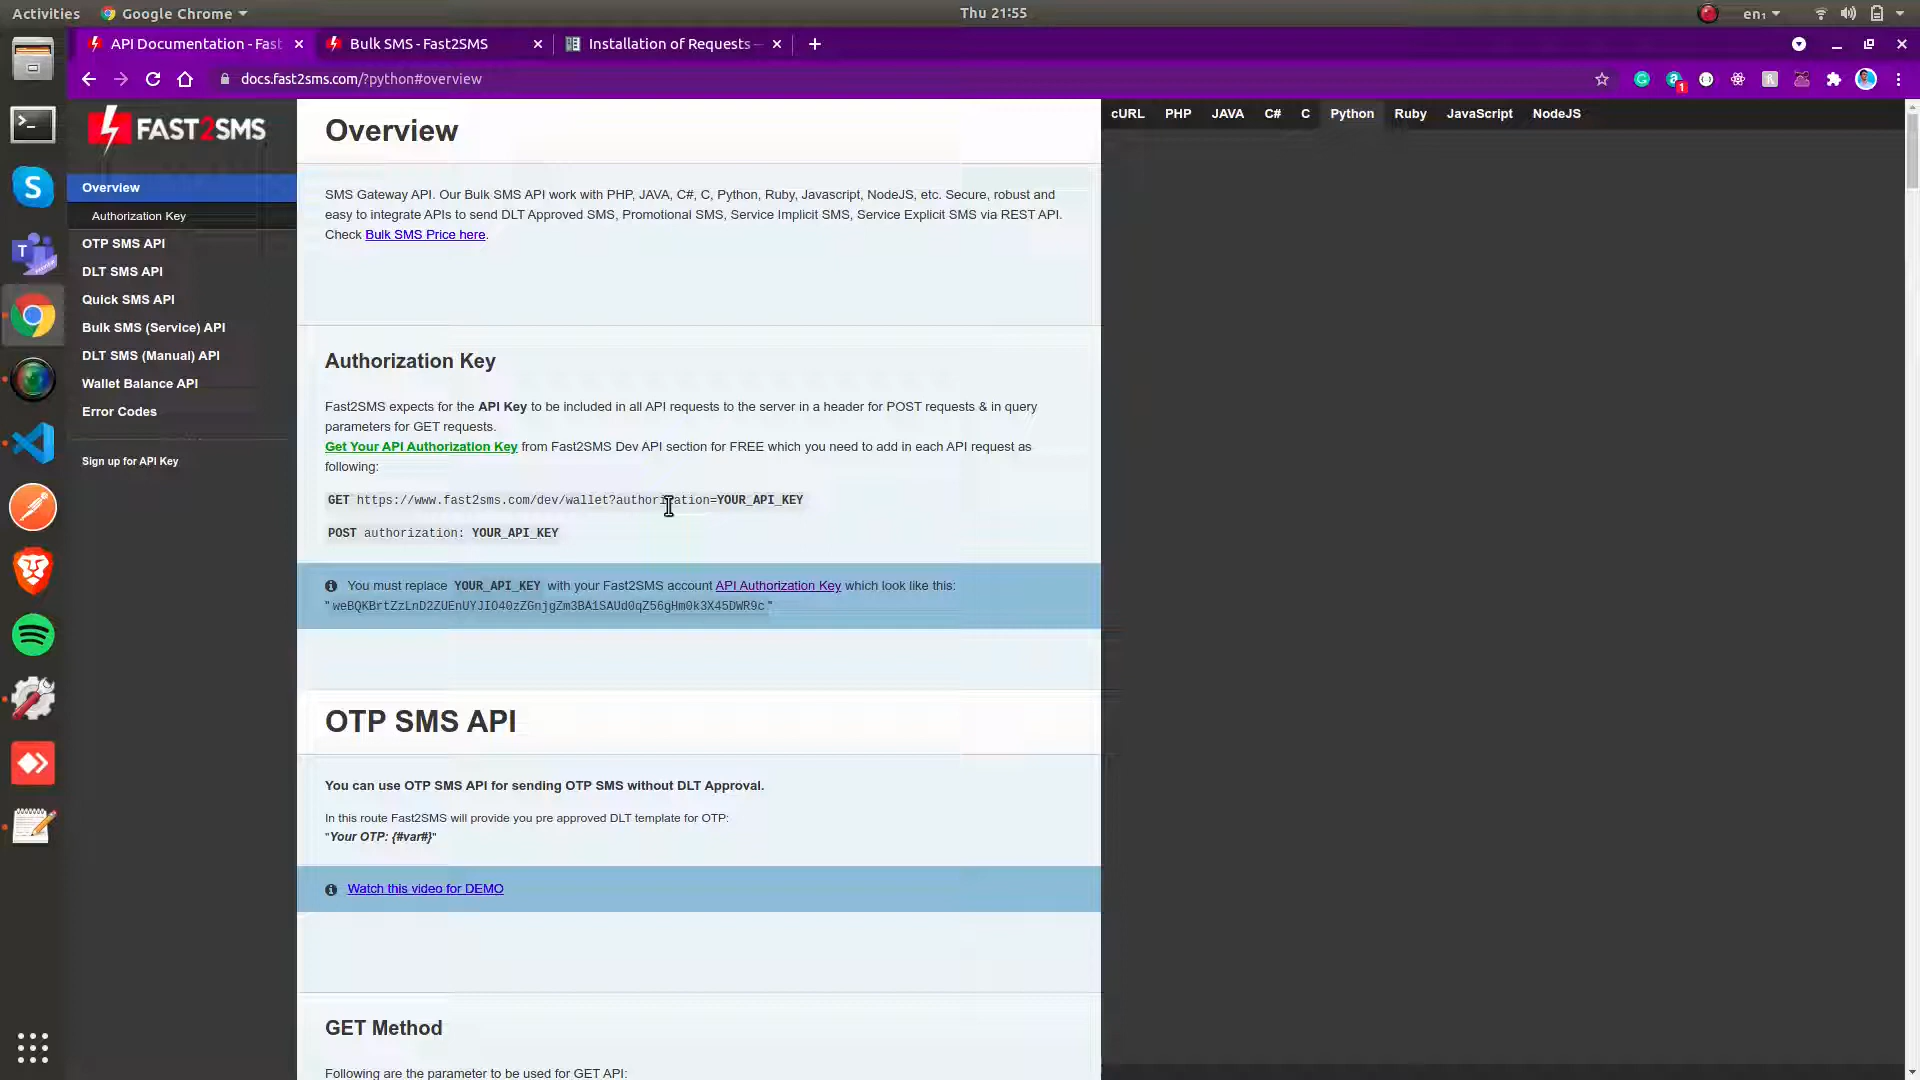 Activities
Google Chrome
Thu 21:55
en₁
API Documentation - Fast
Bulk SMS - Fast2SMS
Installation of Requests -
docs.fast2sms.com/?python#overview
1
FAST2SMS
Overview
Authorization Key
OTP SMS API
DLT SMS API
Quick SMS API
Bulk SMS (Service) API
DLT SMS (Manual) API
Wallet Balance API
Error Codes
Sign up for API Key
cURL PHP JAVA C# C Python Ruby JavaScript NodeJS
Overview
SMS Gateway API. Our Bulk SMS API work with PHP, JAVA, C#, C, Python, Ruby, Javascript, NodeJS, etc. Secure, robust and
easy to integrate APIs to send DLT Approved SMS, Promotional SMS, Service Implicit SMS, Service Explicit SMS via REST API.
Check Bulk SMS Price here.
Authorization Key
Fast2SMS expects for the API Key to be included in all API requests to the server in a header for POST requests & in query
parameters for GET requests.
Get Your API Authorization Key from Fast2SMS Dev API section for FREE which you need to add in each API request as
following:
GET https://www.fast2sms.com/dev/wallet?authorization=YOUR_API_KEY
POST authorization: YOUR_API_KEY
You must replace YOUR_API_KEY with your Fast2SMS account API Authorization Key which look like this:
"weBQKBrtZzLnD2ZUEnUYJIO40zZGnjgZm3BA1SAUd0qZ56gHm0k3X45DWR9c"
OTP SMS API
You can use OTP SMS API for sending OTP SMS without DLT Approval.
In this route Fast2SMS will provide you pre approved DLT template for OTP:
"Your OTP: {#var#}"
Watch this video for DEMO
GET Method
Following are the parameter to be used for GET API: